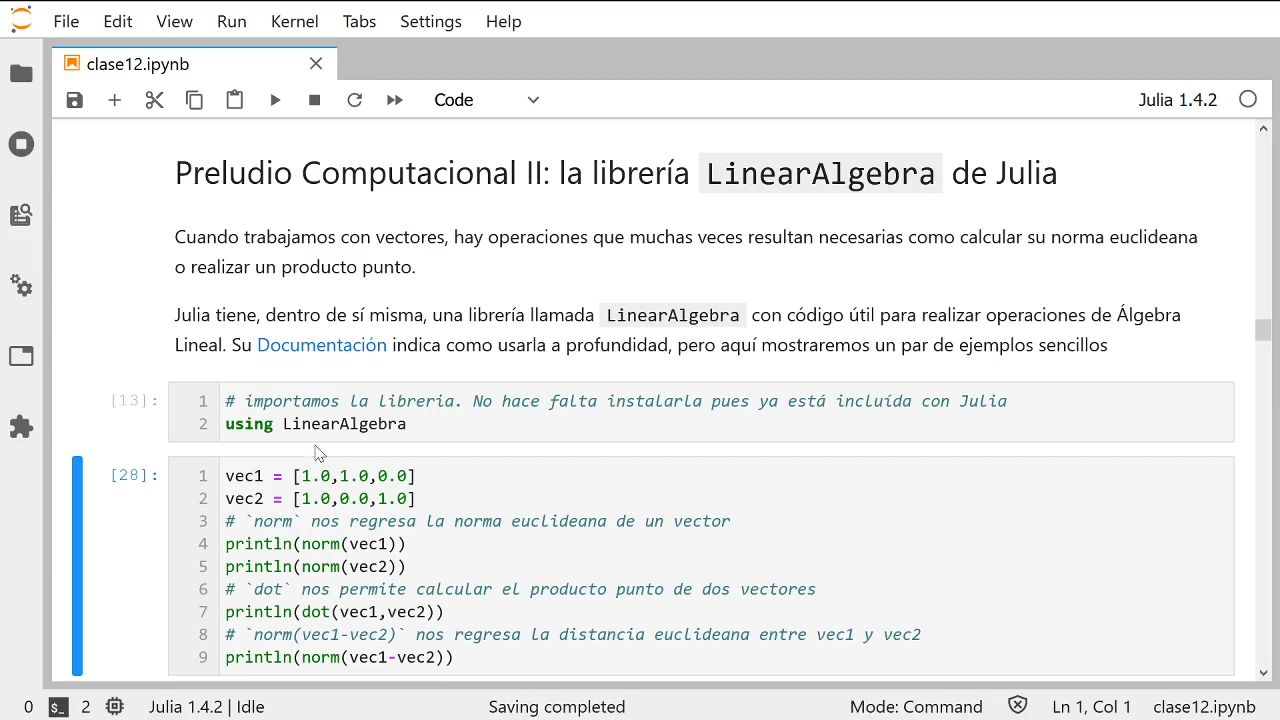 File Edit View Run Kernel Tabs Settings Help
clase12.ipynb
Code
Julia 1.4.2
Preludio Computacional II: la librería LinearAlgebra de Julia
Cuando trabajamos con vectores, hay operaciones que muchas veces resultan necesarias como calcular su norma euclideana
o realizar un producto punto.
Julia tiene, dentro de sí misma, una librería llamada LinearAlgebra con código útil para realizar operaciones de Álgebra
Lineal. Su Documentación indica como usarla a profundidad, pero aquí mostraremos un par de ejemplos sencillos
[13]: 1 # importamos la libreria. No hace falta instalarla pues ya está incluída con Julia
2 using LinearAlgebra
[28]: 1 vec1 = [1.0,1.0,0.0]
2 vec2 = [1.0,0.0,1.0]
3 # `norm` nos regresa la norma euclideana de un vector
4 println(norm(vec1))
5 println(norm(vec2))
6 # `dot` nos permite calcular el producto punto de dos vectores
7 println(dot(vec1,vec2))
8 # `norm(vec1-vec2)` nos regresa la distancia euclideana entre vec1 y vec2
9 println(norm(vec1-vec2))
0 $_ 2 Julia 1.4.2 | Idle Saving completed Mode: Command Ln 1, Col 1 clase12.ipynb